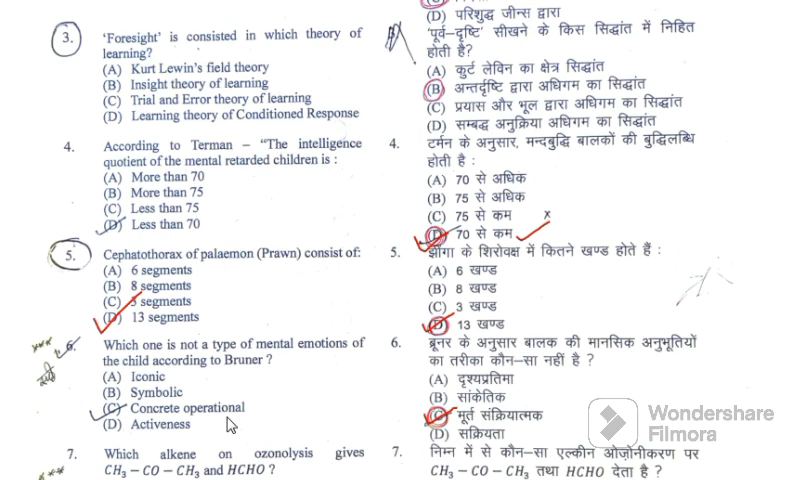 3. 'Foresight' is consisted in which theory of
learning?
(A) Kurt Lewin's field theory
(B) Insight theory of learning
(C) Trial and Error theory of learning
(D) Learning theory of Conditioned Response
4. According to Terman – "The intelligence
quotient of the mental retarded children is :
(A) More than 70
(B) More than 75
(C) Less than 75
(D) Less than 70
5. Cephatothorax of palaemon (Prawn) consist of:
(A) 6 segments
(B) 8 segments
(C) 3 segments
(D) 13 segments
6. Which one is not a type of mental emotions of
the child according to Bruner ?
(A) Iconic
(B) Symbolic
(C) Concrete operational
(D) Activeness
7. Which alkene on ozonolysis gives
CH₃ – CO – CH₃ and HCHO ?
(D) परिशुद्ध जीन्स द्वारा
'पूर्व–दृष्टि' सीखने के किस सिद्धांत में निहित
होती है?
(A) कुर्ट लेविन का क्षेत्र सिद्धांत
(B) अन्तर्दृष्टि द्वारा अधिगम का सिद्धांत
(C) प्रयास और भूल द्वारा अधिगम का सिद्धांत
(D) सम्बद्ध अनुक्रिया अधिगम का सिद्धांत
4. टर्मन के अनुसार, मन्दबुद्धि बालकों की बुद्धिलब्धि
होती है :
(A) 70 से अधिक
(B) 75 से अधिक
(C) 75 से कम
(D) 70 से कम
5. झींगा के शिरोवक्ष में कितने खण्ड होते हैं :
(A) 6 खण्ड
(B) 8 खण्ड
(C) 3 खण्ड
(D) 13 खण्ड
6. ब्रूनर के अनुसार बालक की मानसिक अनुभूतियों
का तरीका कौन–सा नहीं है ?
(A) दृश्यप्रतिमा
(B) सांकेतिक
(C) मूर्त संक्रियात्मक
(D) सक्रियता
7. निम्न में से कौन–सा एल्कीन ओज़ोनीकरण पर
CH₃ – CO – CH₃ तथा HCHO देता है ?
Wondershare
Filmora